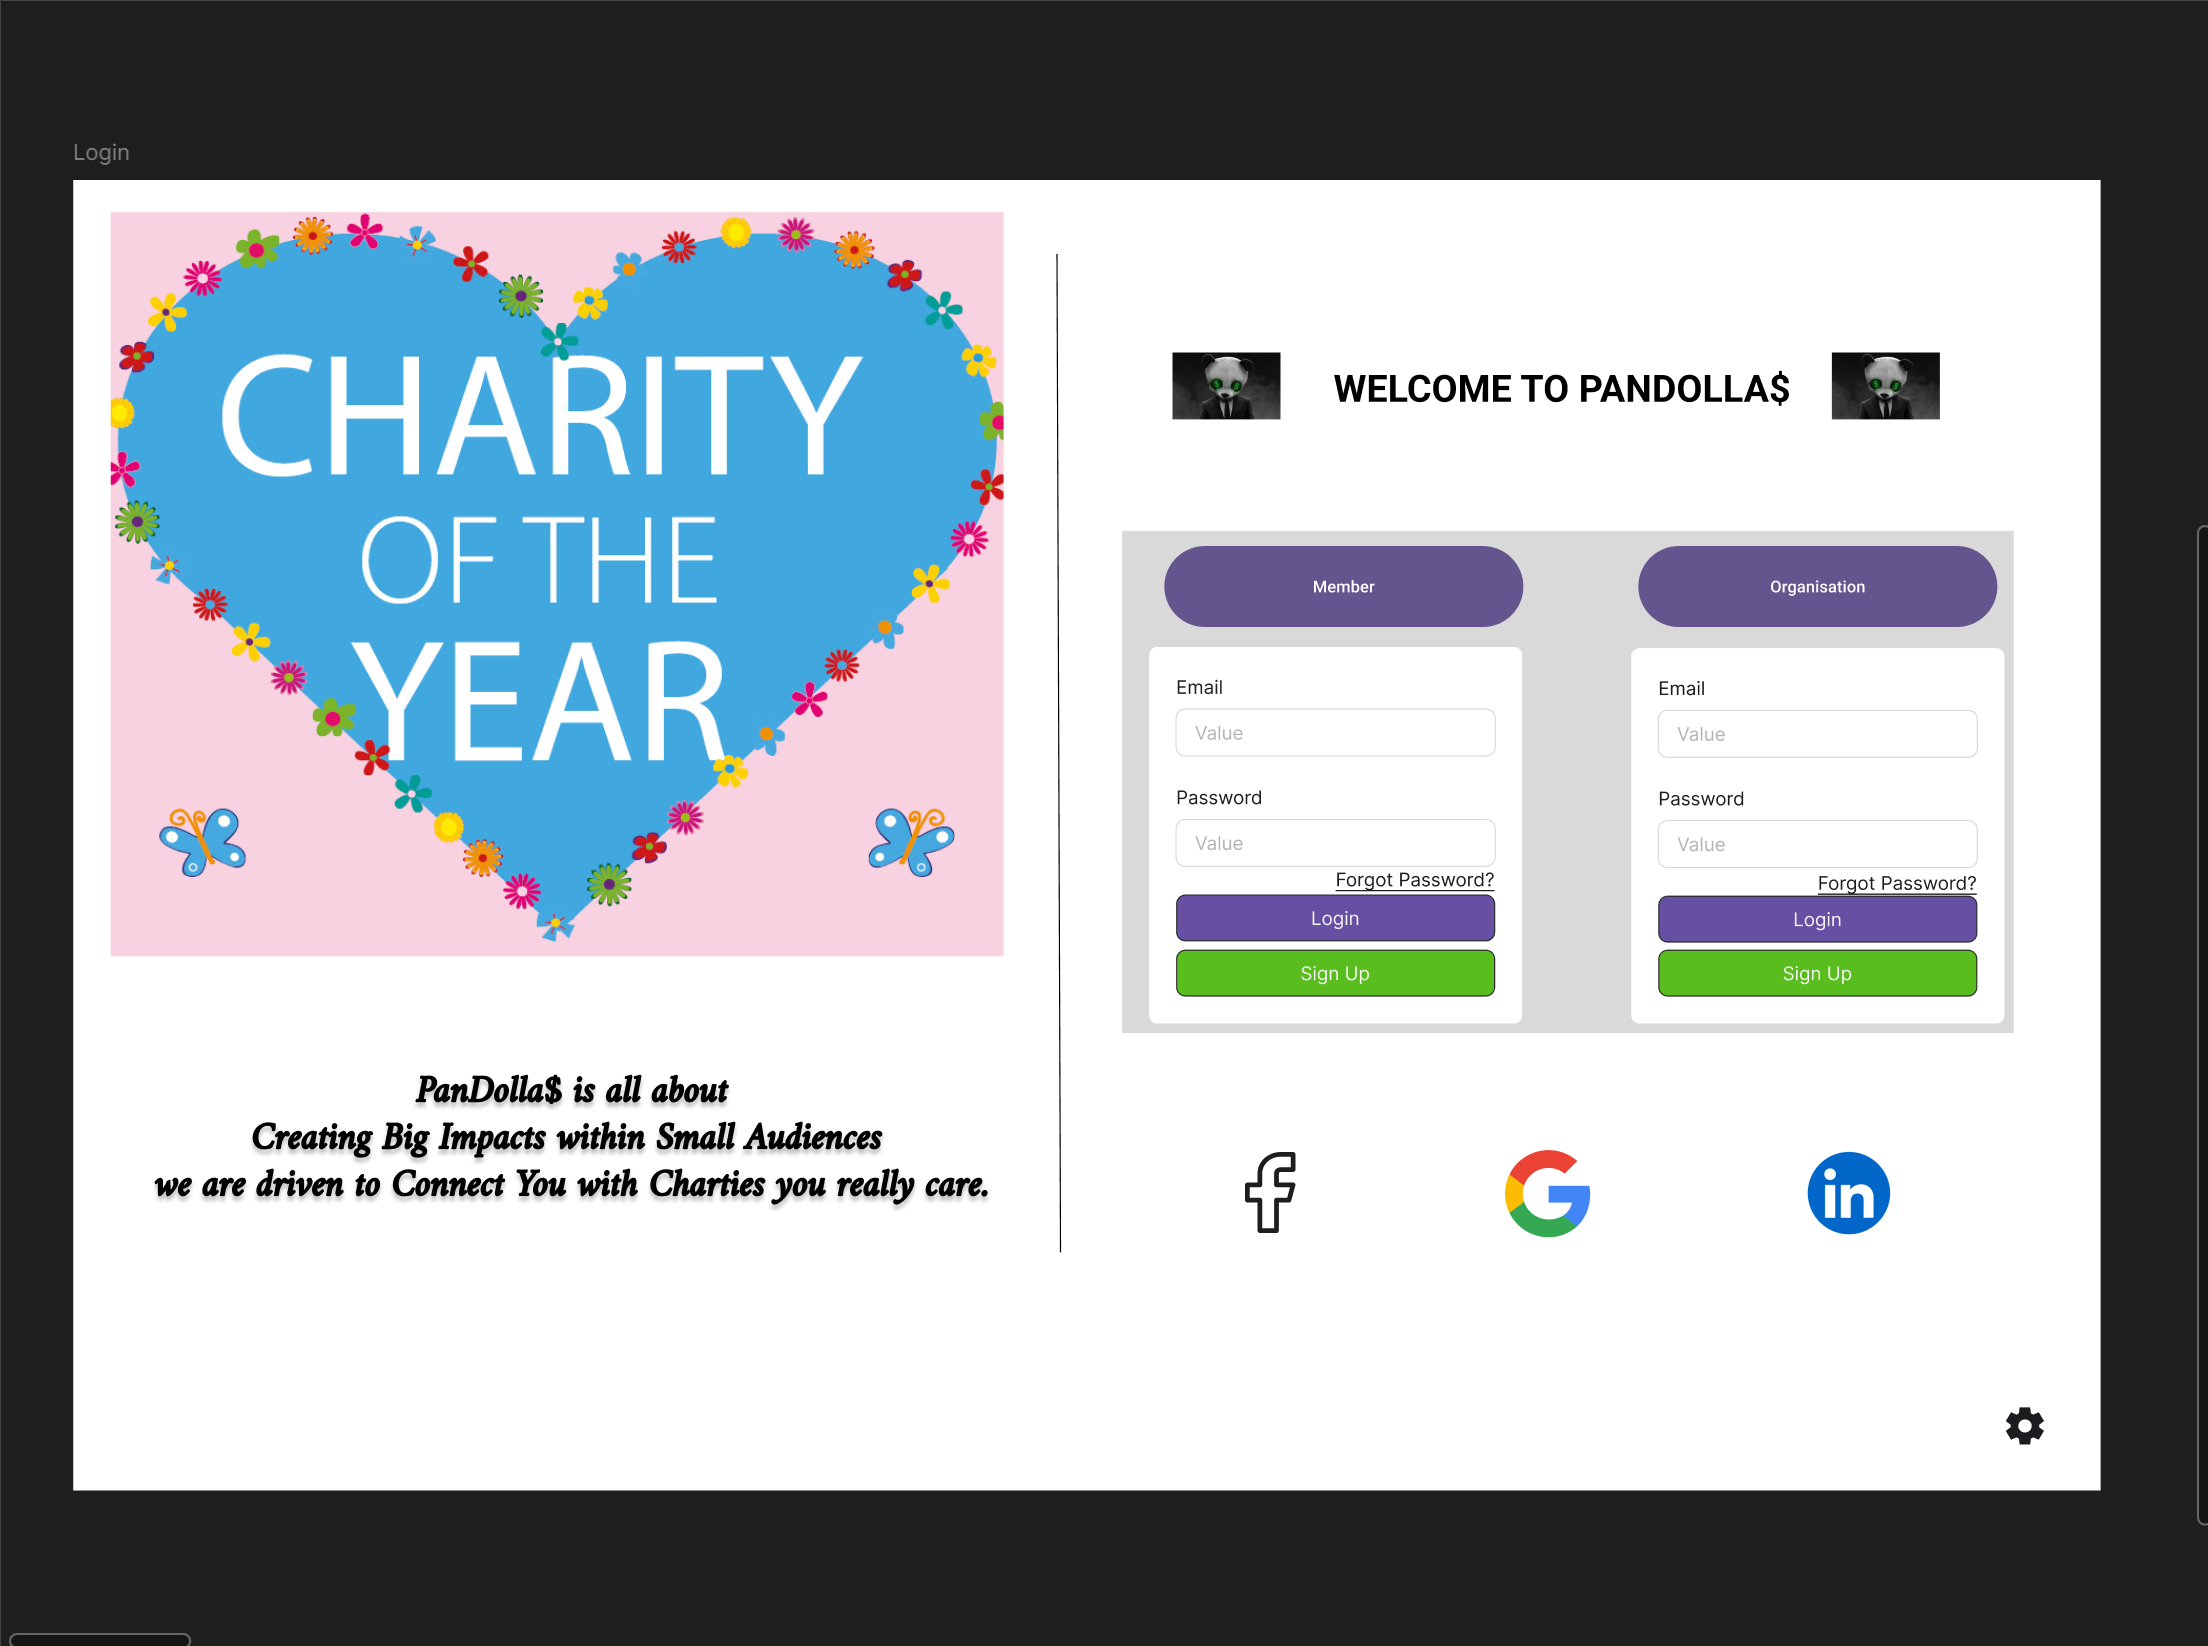 Login
CHARITY
OF THE
YEAR
PanDolla$ is all about
Creating Big Impacts within Small Audiences
we are driven to Connect You with Charties you really care.
WELCOME TO PANDOLLA$
Member
Email
Value
Password
Value
Forgot Password?
Login
Sign Up
Organisation
Email
Value
Password
Value
Forgot Password?
Login
Sign Up
in